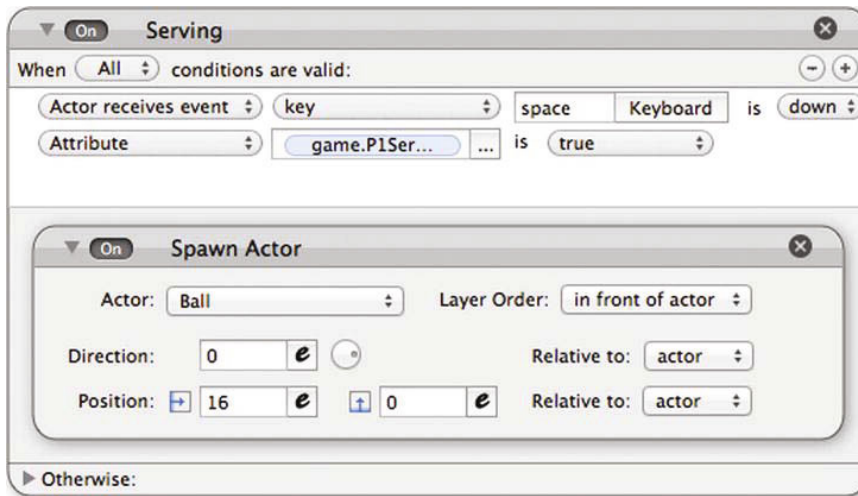 On Serving
When All conditions are valid:
Actor receives event key space Keyboard is down
Attribute game.P1Ser... ... is true
On Spawn Actor
Actor: Ball Layer Order: in front of actor
Direction: 0 e Relative to: actor
Position: 16 e 0 e Relative to: actor
Otherwise: